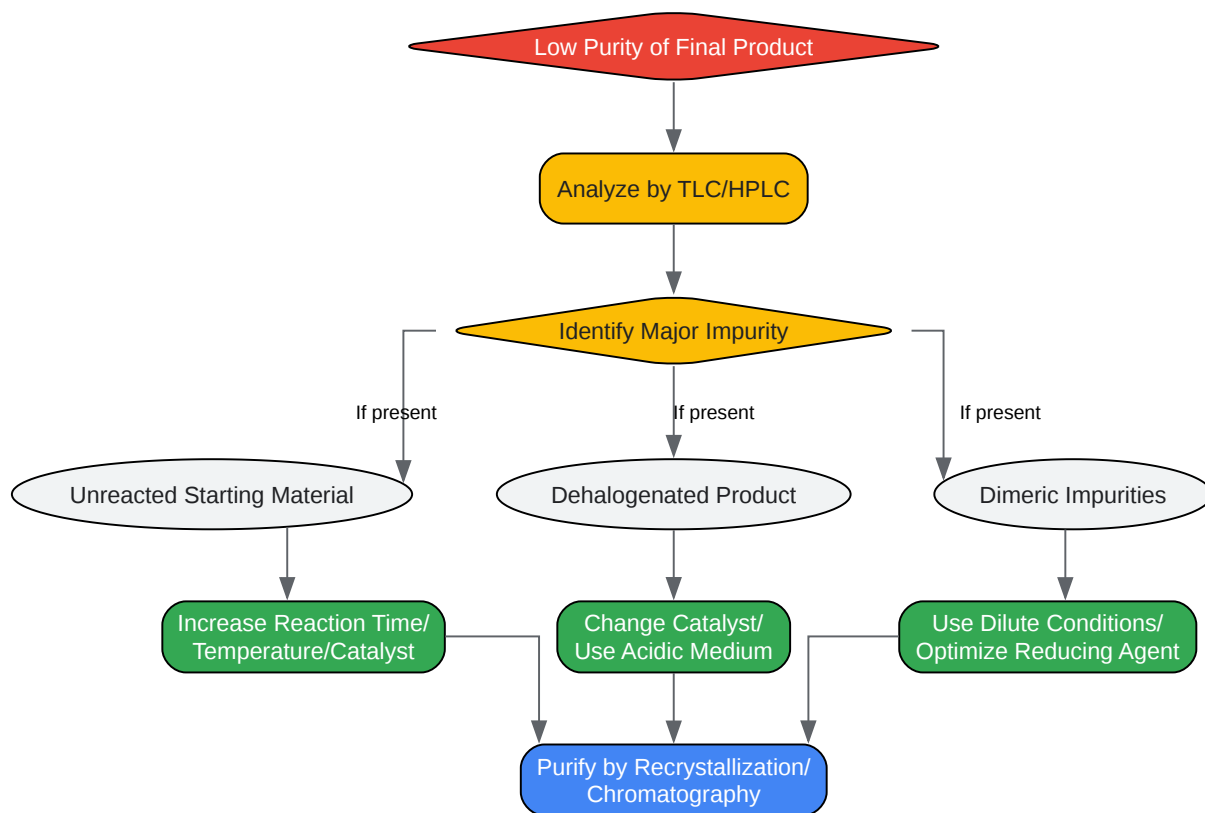 Low Purity of Final Product
Analyze by TLC/HPLC
Identify Major Impurity
If present
If present
If present
Unreacted Starting Material
Dehalogenated Product
Dimeric Impurities
Increase Reaction Time/
Temperature/Catalyst
Change Catalyst/
Use Acidic Medium
Use Dilute Conditions/
Optimize Reducing Agent
Purify by Recrystallization/
Chromatography